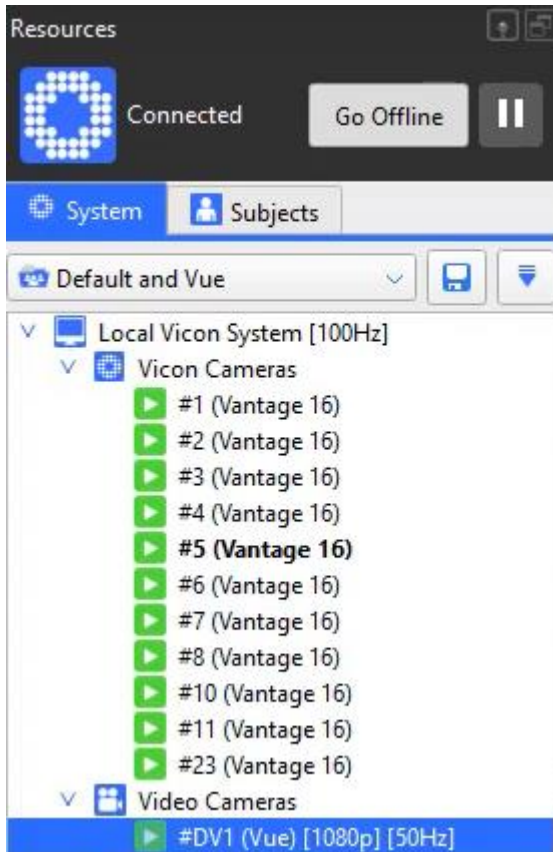 Resources
Connected
Go Offline
System
Subjects
Default and Vue
Local Vicon System [100Hz]
Vicon Cameras
#1 (Vantage 16)
#2 (Vantage 16)
#3 (Vantage 16)
#4 (Vantage 16)
#5 (Vantage 16)
#6 (Vantage 16)
#7 (Vantage 16)
#8 (Vantage 16)
#10 (Vantage 16)
#11 (Vantage 16)
#23 (Vantage 16)
Video Cameras
#DV1 (Vue) [1080p] [50Hz]